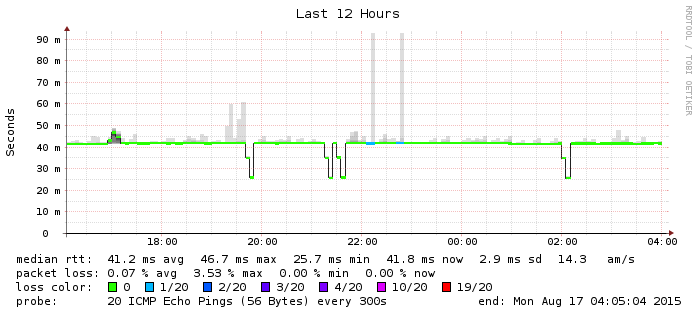 Last 12 Hours
RRDTOOL / TOBI OETIKER
Seconds
90 m
80 m
70 m
60 m
50 m
40 m
30 m
20 m
10 m
0
18:00 20:00 22:00 00:00 02:00 04:00
median rtt: 41.2 ms avg 46.7 ms max 25.7 ms min 41.8 ms now 2.9 ms sd 14.3 am/s
packet loss: 0.07 % avg 3.53 % max 0.00 % min 0.00 % now
loss color: 0 1/20 2/20 3/20 4/20 10/20 19/20
probe: 20 ICMP Echo Pings (56 Bytes) every 300s end: Mon Aug 17 04:05:04 2015